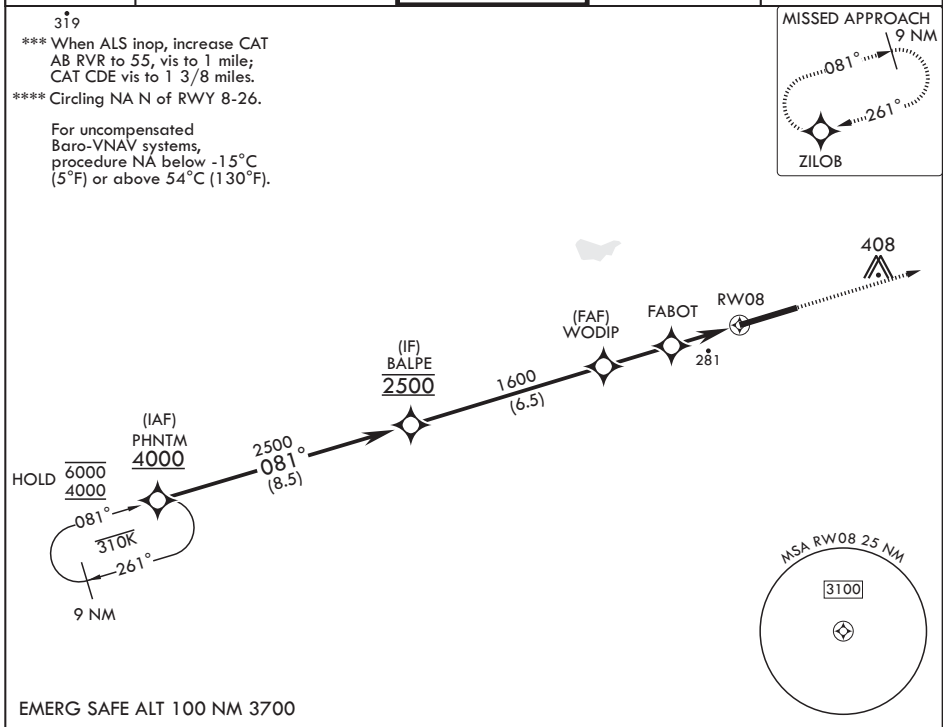 319
*** When ALS inop, increase CAT
AB RVR to 55, vis to 1 mile;
CAT CDE vis to 1 3/8 miles.
**** Circling NA N of RWY 8-26.
For uncompensated
Baro-VNAV systems,
procedure NA below -15°C
(5°F) or above 54°C (130°F).
MISSED APPROACH
9 NM
081°
261°
ZILOB
408
RW08
FABOT
(FAF)
WODIP
281
(IF)
BALPE
2500
1600
(6.5)
(IAF)
PHNTM
4000
2500
081°
(8.5)
HOLD
6000
4000
081°
310K
261°
9 NM
MSA RW08 25 NM
3100
EMERG SAFE ALT 100 NM 3700